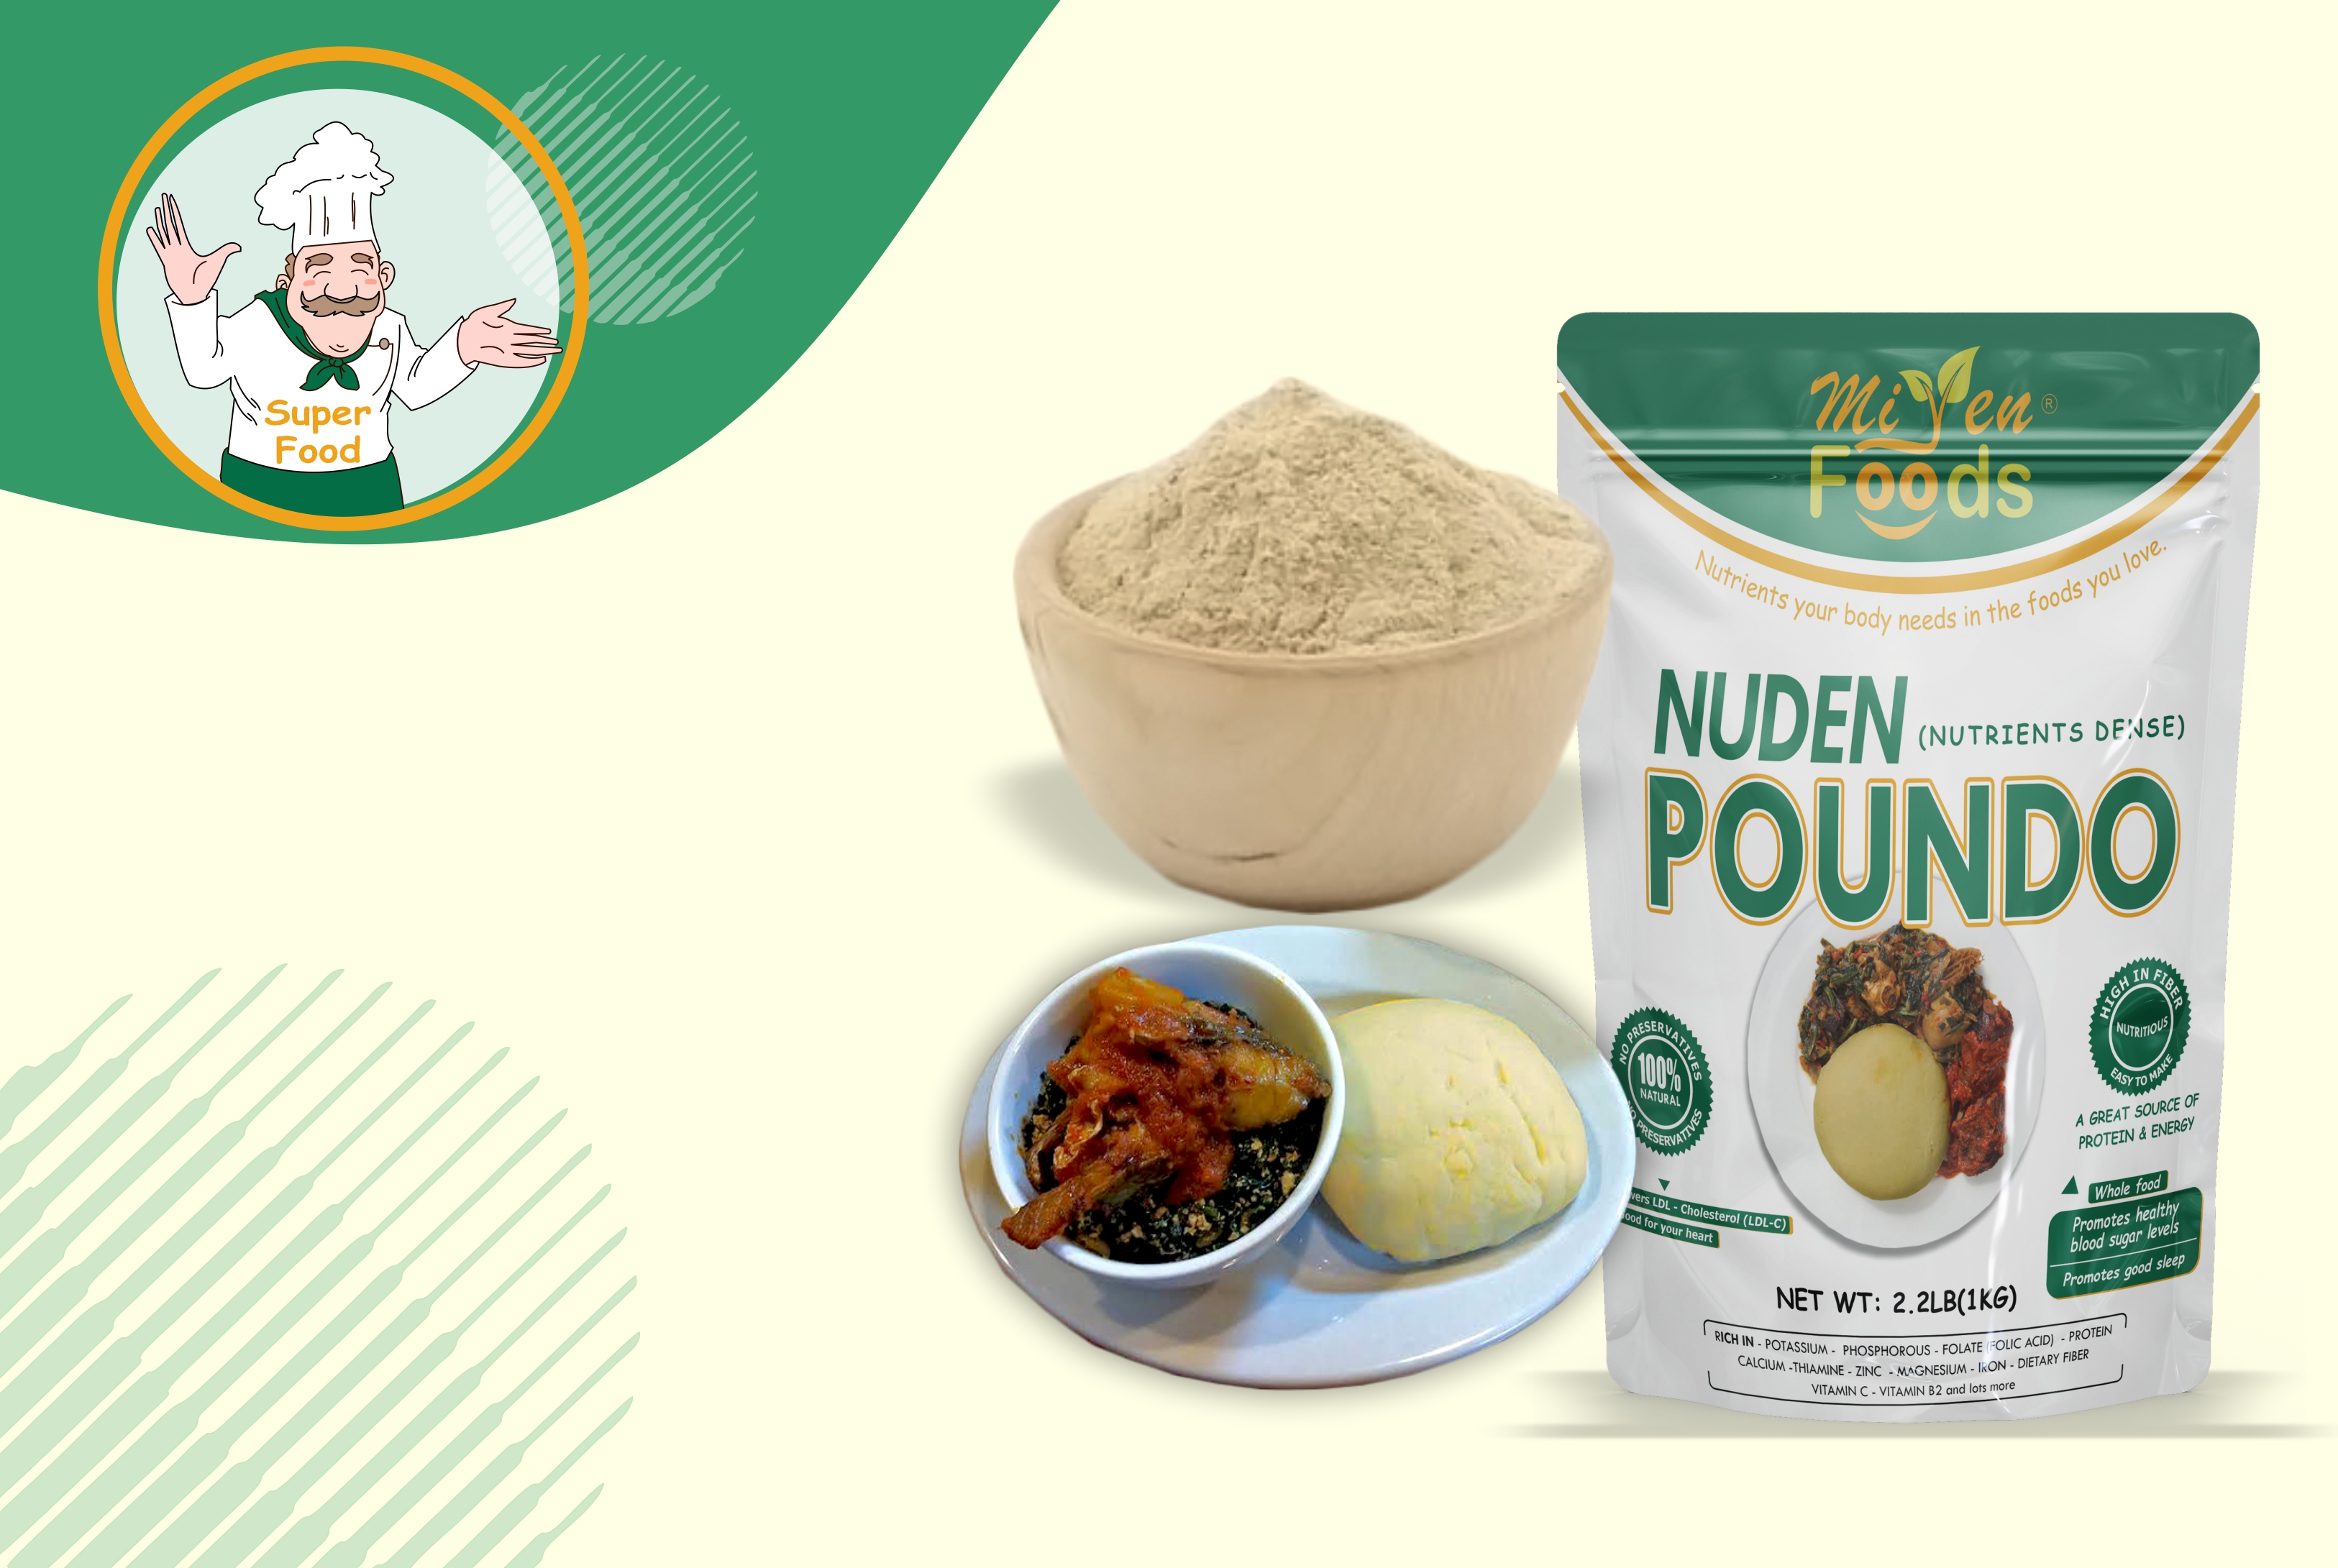 Super
Food
MiYen®
Foods
Nutrients your body needs in the foods you love.
NUDEN (NUTRIENTS DENSE)
POUNDO
HIGH IN FIBER
NUTRITIOUS
EASY TO MAKE
NO PRESERVATIVES
100%
NATURAL
NO PRESERVATIVES
A GREAT SOURCE OF
PROTEIN & ENERGY
Whole food
Promotes healthy
blood sugar levels
Promotes good sleep
LDL - Cholesterol (LDL-C)
for your heart
NET WT: 2.2LB(1KG)
RICH IN - POTASSIUM - PHOSPHOROUS - FOLATE (FOLIC ACID) - PROTEIN
CALCIUM -THIAMINE - ZINC - MAGNESIUM - IRON - DIETARY FIBER
VITAMIN C - VITAMIN B2 and lots more